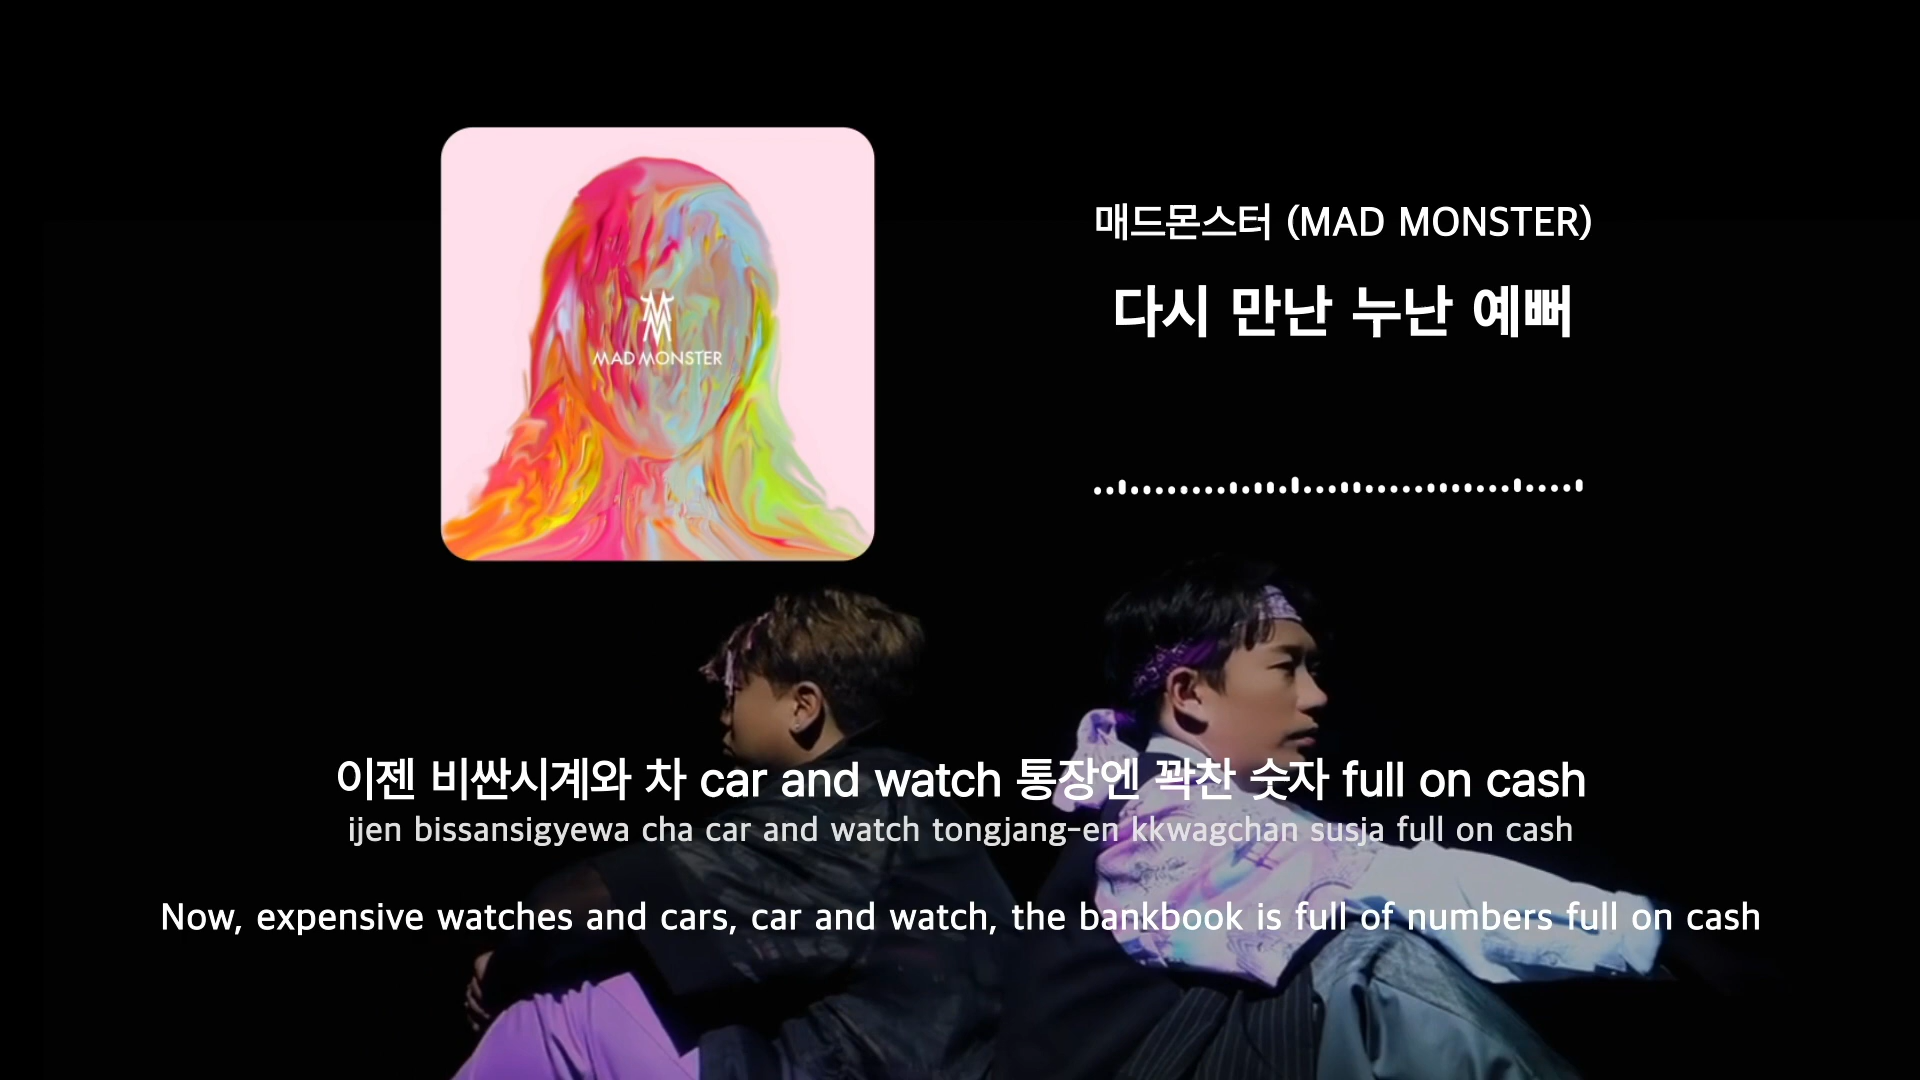 매드몬스터 (MAD MONSTER)
다시 만난 누난 예뻐
MAD MONSTER
이젠 비싼시계와 차 car and watch 통장엔 꽉찬 숫자 full on cash
ijen bissansigyewa cha car and watch tongjang-en kkwagchan susja full on cash
Now, expensive watches and cars, car and watch, the bankbook is full of numbers full on cash